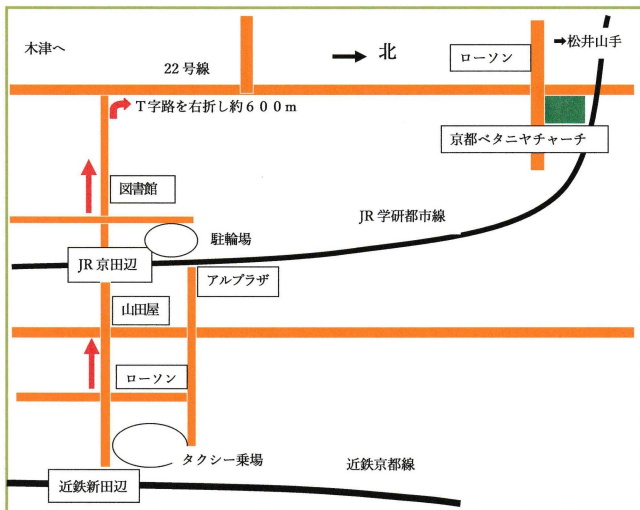 木津へ
➡松井山手
➡ 北
ローソン
22号線
T字路を右折し約600m
京都ベタニヤチャーチ
図書館
JR学研都市線
駐輪場
JR京田辺
アルプラザ
山田屋
ローソン
タクシー乗場
近鉄京都線
近鉄新田辺